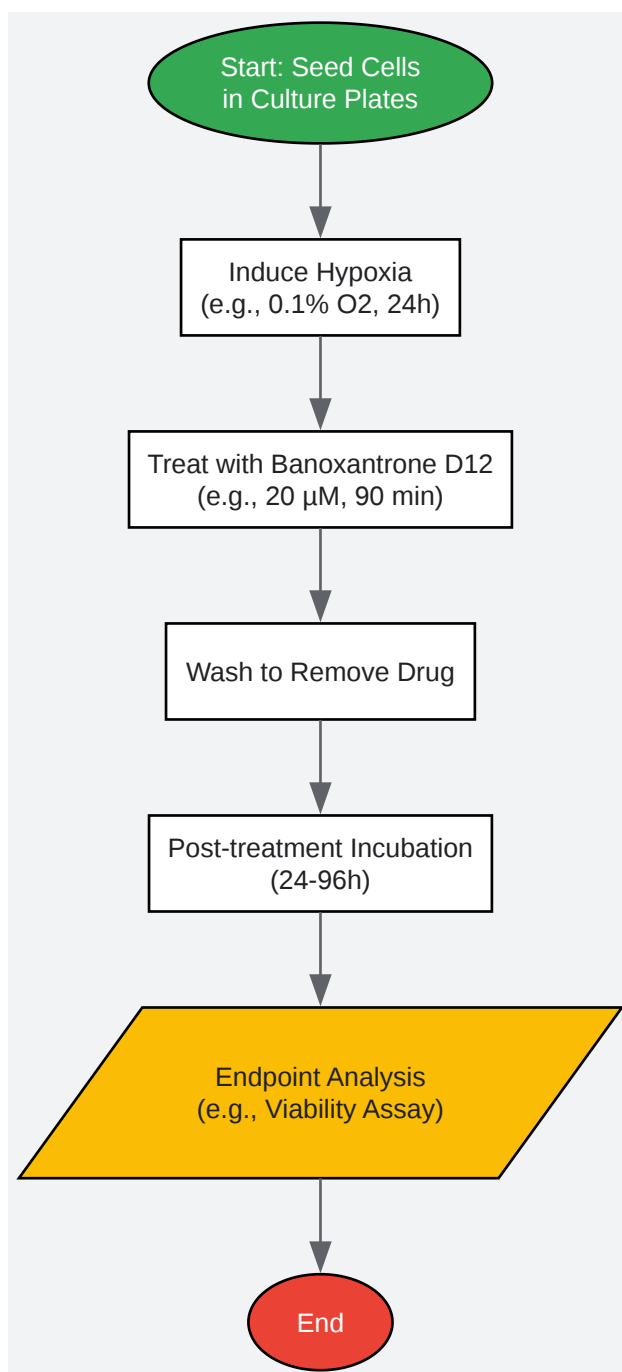 Start: Seed Cells
in Culture Plates
Induce Hypoxia
(e.g., 0.1% O2, 24h)
Treat with Banoxantrone D12
(e.g., 20 µM, 90 min)
Wash to Remove Drug
Post-treatment Incubation
(24-96h)
Endpoint Analysis
(e.g., Viability Assay)
End